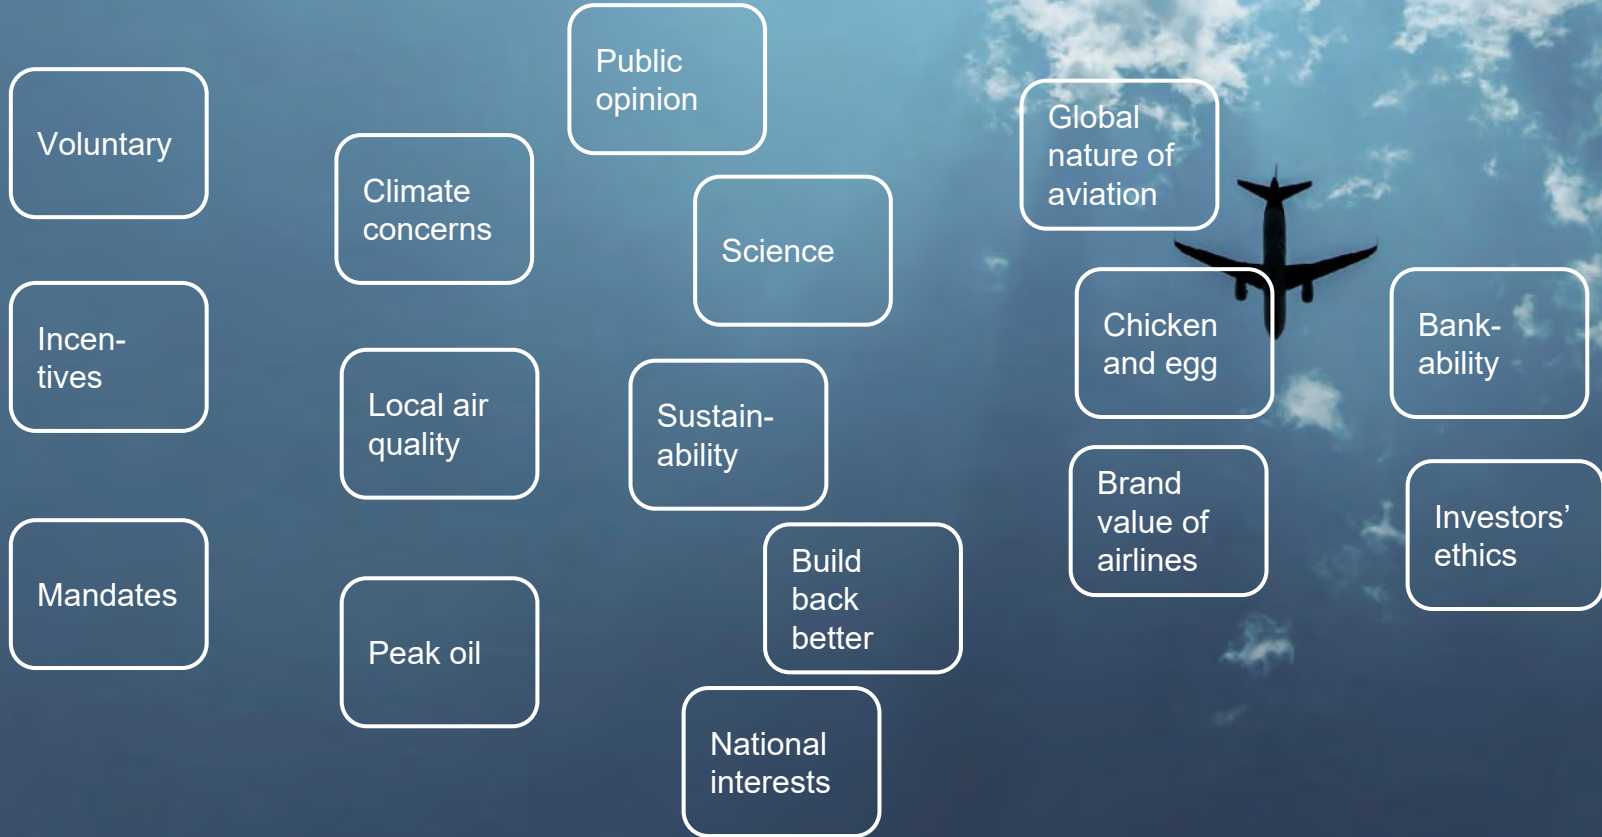 Voluntary
Incen-
tives
Mandates
Climate
concerns
Local air
quality
Peak oil
Public
opinion
Science
Sustain-
ability
Build
back
better
National
interests
Global
nature of
aviation
Chicken
and egg
Brand
value of
airlines
Bank-
ability
Investors’
ethics